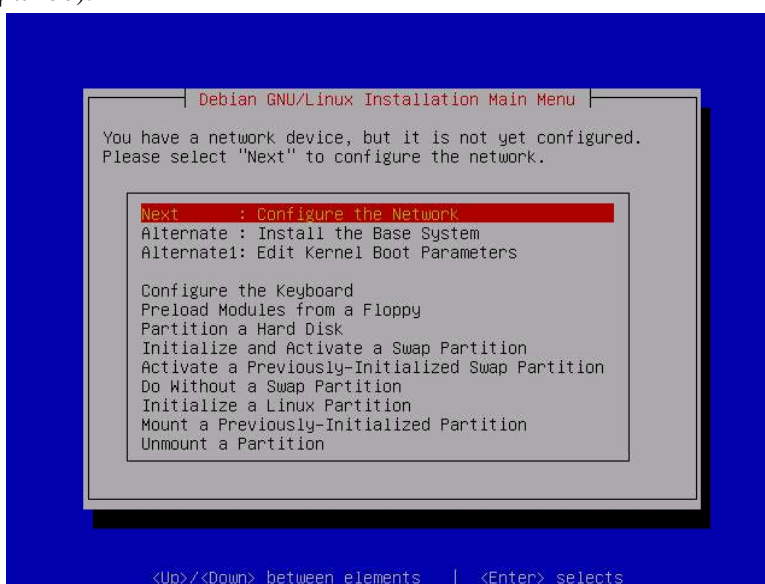 Debian GNU/Linux Installation Main Menu
You have a network device, but it is not yet configured.
Please select "Next" to configure the network.
Next : Configure the Network
Alternate : Install the Base System
Alternate1: Edit Kernel Boot Parameters
Configure the Keyboard
Preload Modules from a Floppy
Partition a Hard Disk
Initialize and Activate a Swap Partition
Activate a Previously-Initialized Swap Partition
Do Without a Swap Partition
Initialize a Linux Partition
Mount a Previously-Initialized Partition
Unmount a Partition
<Up>/<Down> between elements | <Enter> selects